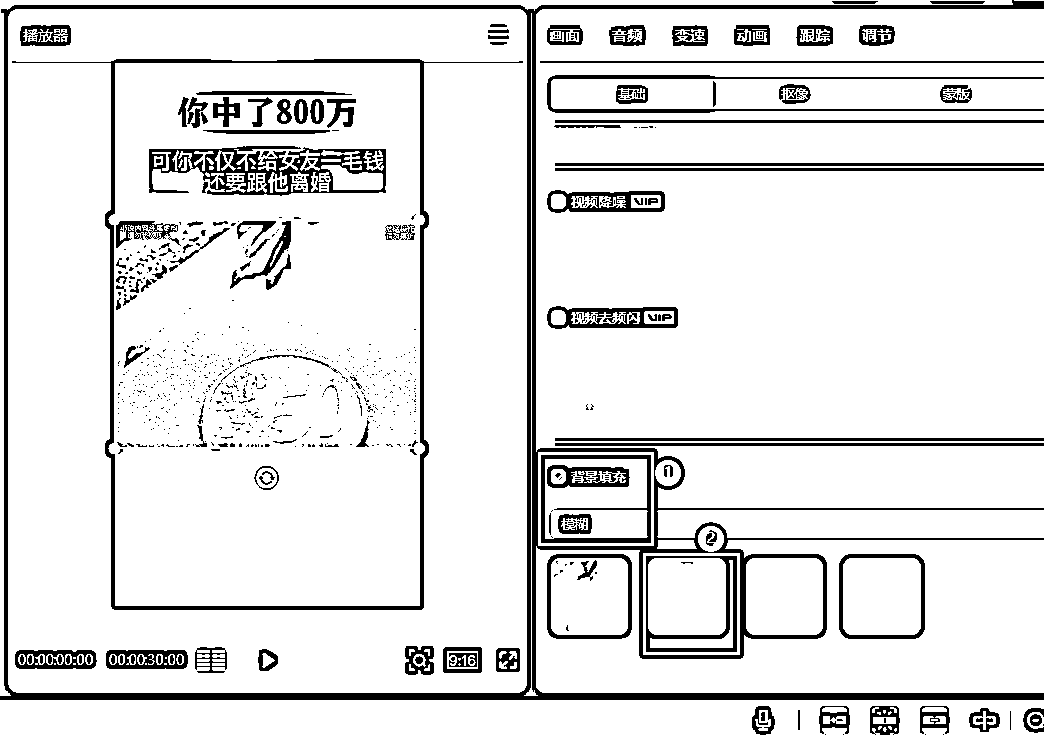 播放器
你中了800万
可你不仅不给女友一毛钱
还要跟他离婚
00:00:00:00 00:00:30:00
9:16
画面 音频 变速 动画 跟踪 调节
基础 抠像 蒙版
视频降噪 VIP
视频去频闪 VIP
背景填充
1
模糊
2